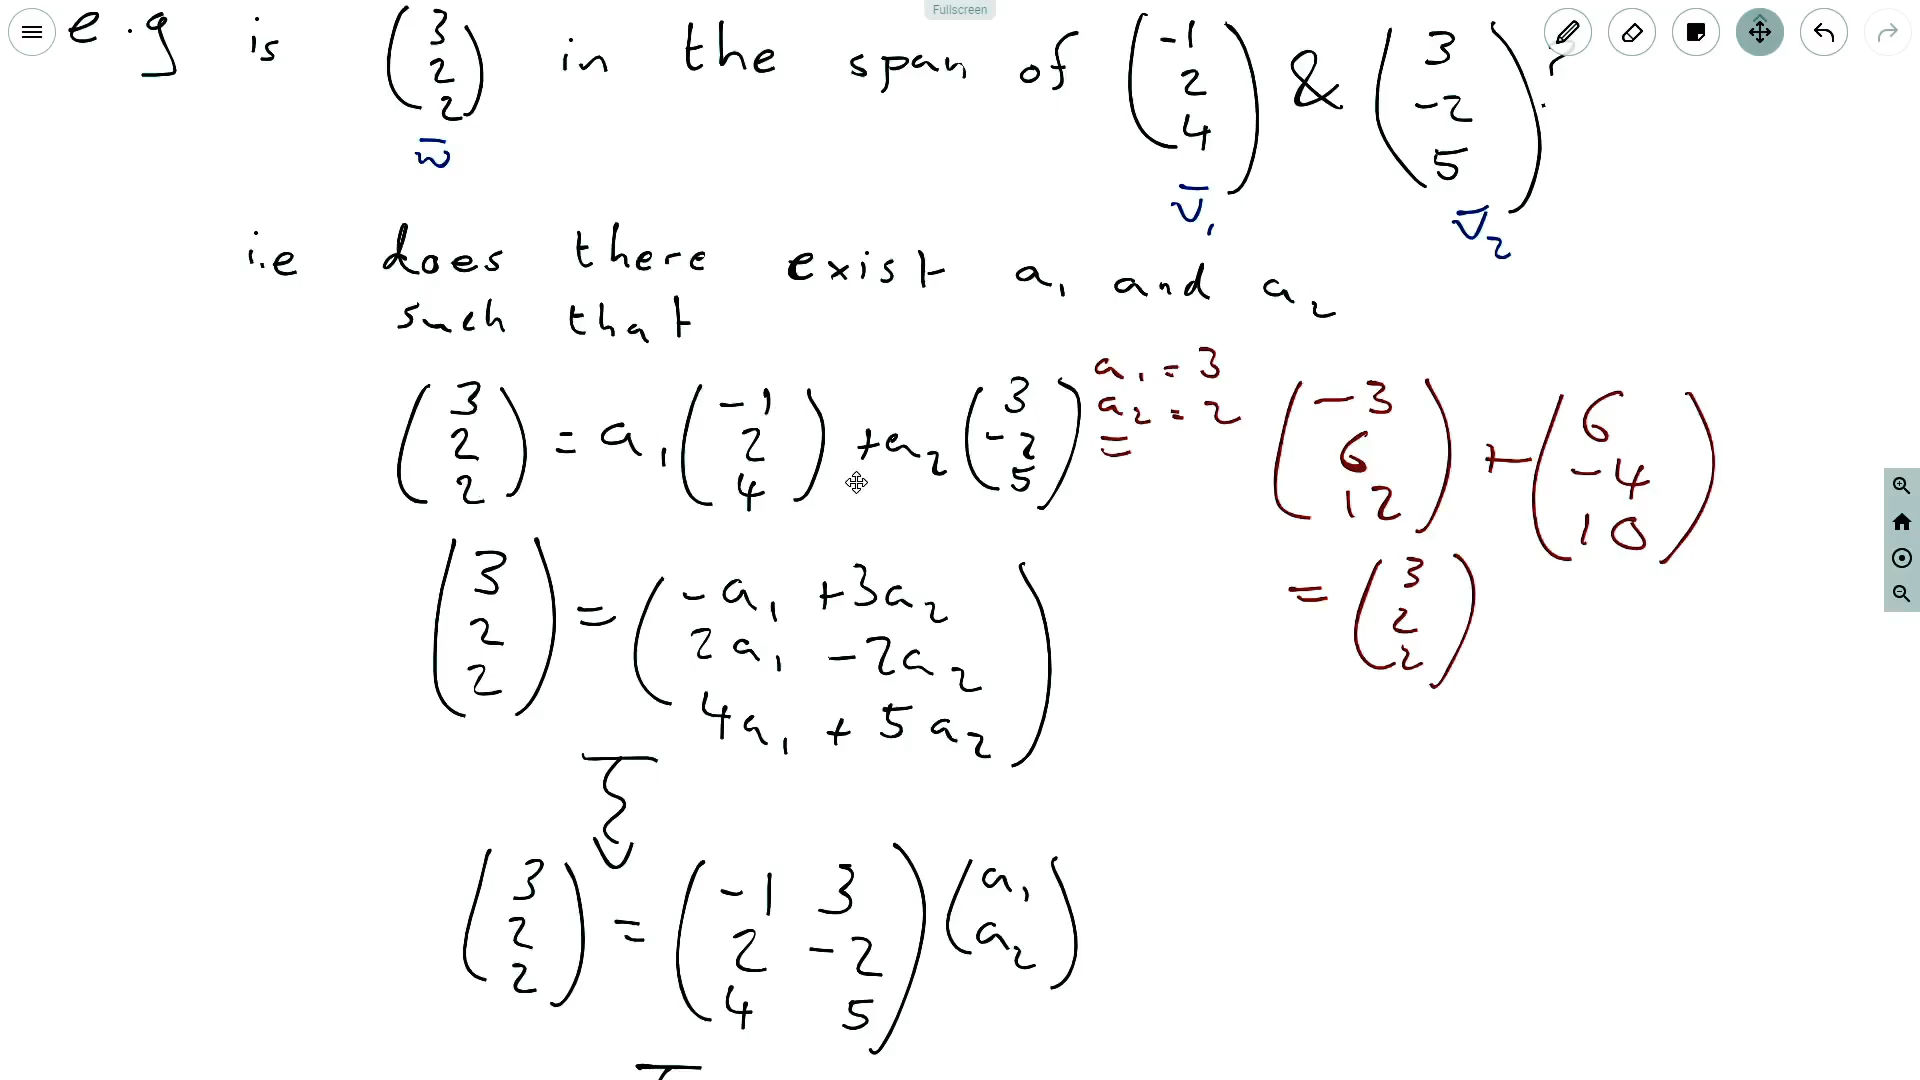 Fullscreen
e.g is (3 2 2) in the span of (-1 2 4) & (3 -2 5)?
w̄ v̄₁ v̄₂
i.e does there exist a₁ and a₂
such that
(3 2 2) = a₁ (-1 2 4) + a₂ (3 -2 5)
a₁ = 3
a₂ = 2
= (-3 6 12) + (6 -4 10)
= (3 2 2)
(3 2 2) = (-a₁ + 3a₂
2a₁ - 2a₂
4a₁ + 5a₂)
(3 2 2) = (-1 3
2 -2
4 5) (a₁ a₂)